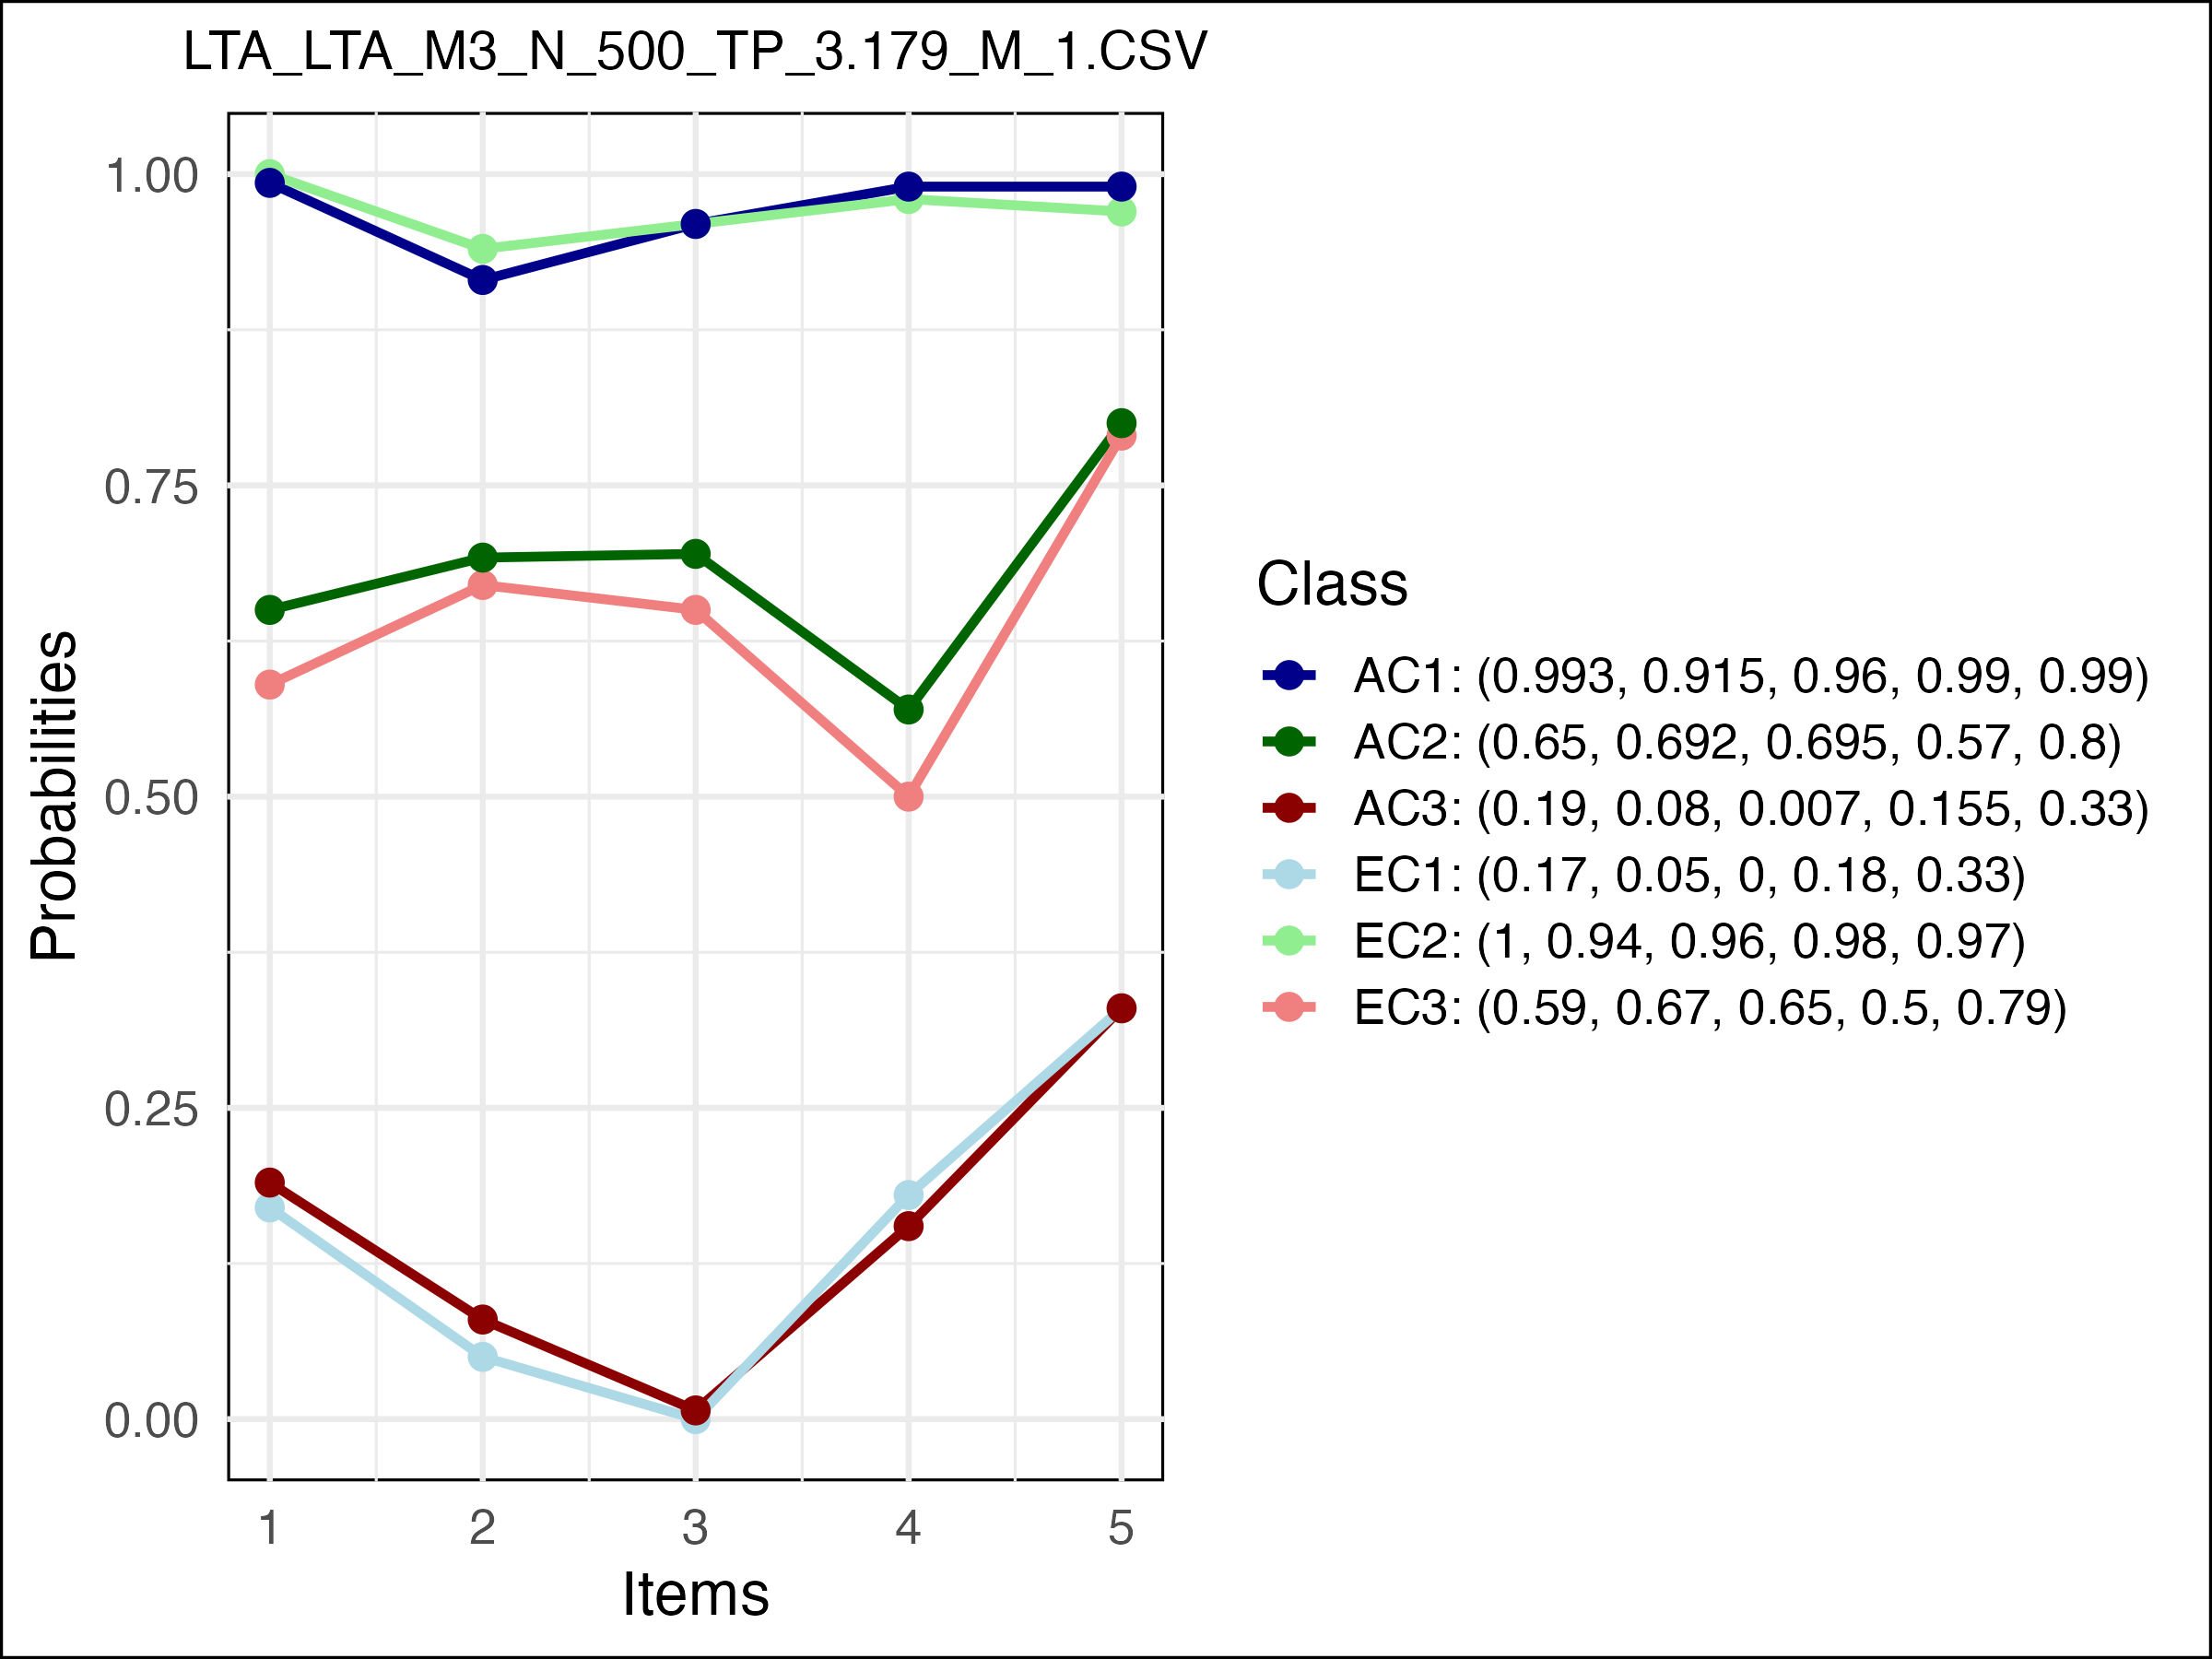 LTA_LTA_M3_N_500_TP_3.179_M_1.CSV
1.00
0.75
0.50
0.25
0.00
Probabilities
1 2 3 4 5
Items
Class
AC1: (0.993, 0.915, 0.96, 0.99, 0.99)
AC2: (0.65, 0.692, 0.695, 0.57, 0.8)
AC3: (0.19, 0.08, 0.007, 0.155, 0.33)
EC1: (0.17, 0.05, 0, 0.18, 0.33)
EC2: (1, 0.94, 0.96, 0.98, 0.97)
EC3: (0.59, 0.67, 0.65, 0.5, 0.79)